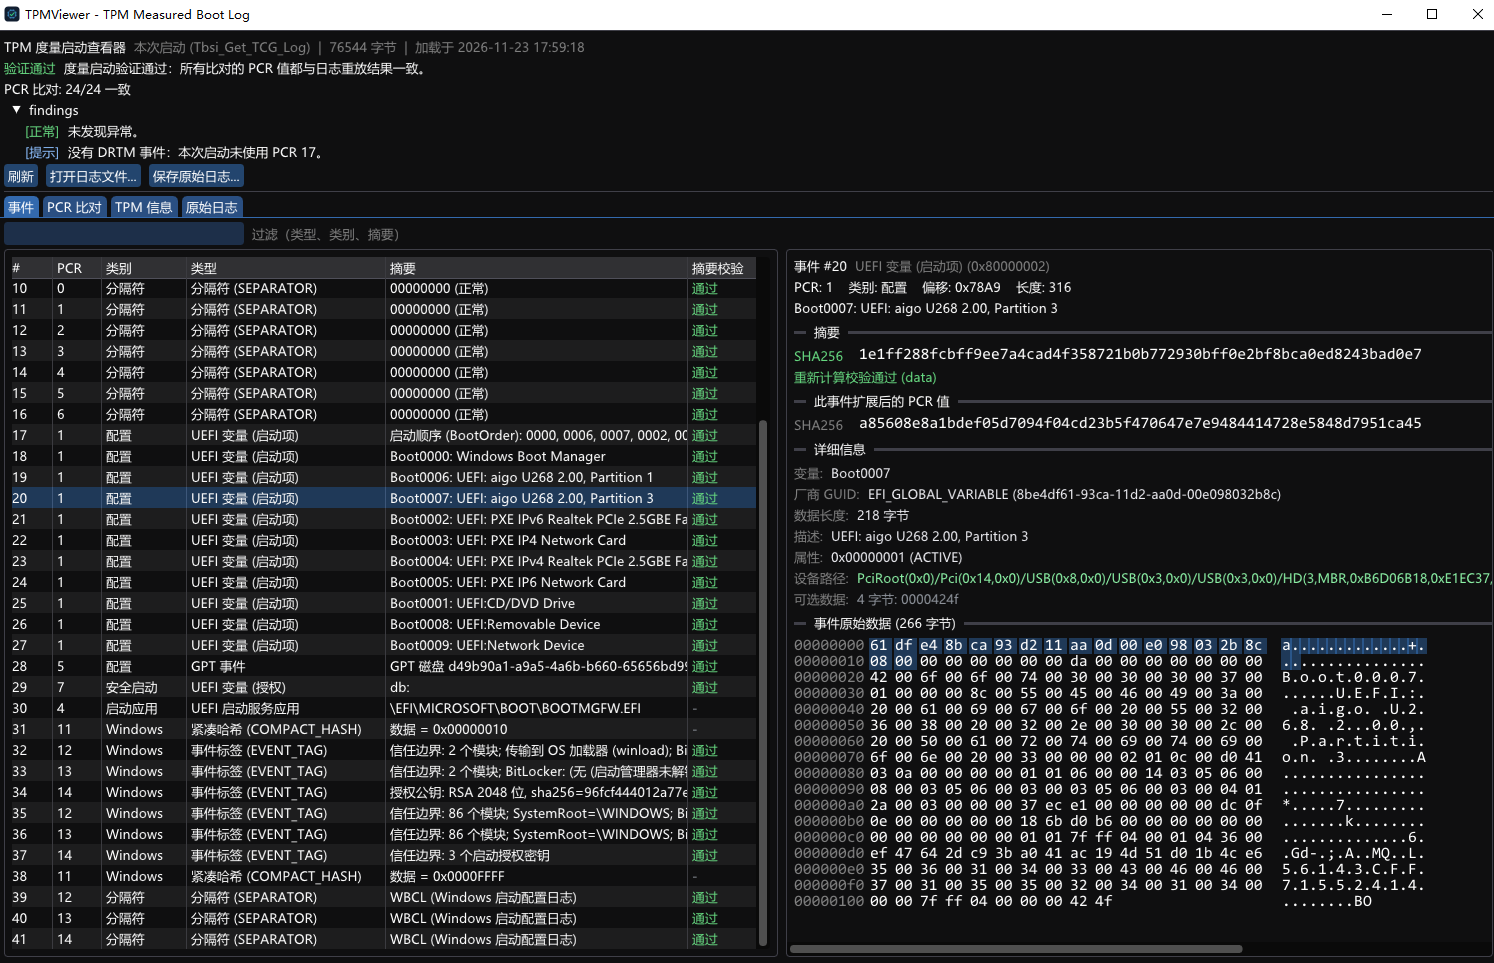 TPMViewer - TPM Measured Boot Log
TPM 度量启动查看器 本次启动 (Tbsi_Get_TCG_Log) | 76544 字节 | 加载于 2026-11-23 17:59:18
验证通过 度量启动验证通过：所有比对的 PCR 值都与日志重放结果一致。
PCR 比对: 24/24 一致
▼ findings
[正常] 未发现异常。
[提示] 没有 DRTM 事件：本次启动未使用 PCR 17。
刷新 打开日志文件... 保存原始日志...
事件 PCR 比对 TPM 信息 原始日志
过滤（类型、类别、摘要）
# PCR 类别 类型 摘要 摘要校验
10 0 分隔符 分隔符 (SEPARATOR) 00000000 (正常) 通过
11 1 分隔符 分隔符 (SEPARATOR) 00000000 (正常) 通过
12 2 分隔符 分隔符 (SEPARATOR) 00000000 (正常) 通过
13 3 分隔符 分隔符 (SEPARATOR) 00000000 (正常) 通过
14 4 分隔符 分隔符 (SEPARATOR) 00000000 (正常) 通过
15 5 分隔符 分隔符 (SEPARATOR) 00000000 (正常) 通过
16 6 分隔符 分隔符 (SEPARATOR) 00000000 (正常) 通过
17 1 配置 UEFI 变量 (启动项) 启动顺序 (BootOrder): 0000, 0006, 0007, 0002, 00 通过
18 1 配置 UEFI 变量 (启动项) Boot0000: Windows Boot Manager 通过
19 1 配置 UEFI 变量 (启动项) Boot0006: UEFI: aigo U268 2.00, Partition 1 通过
20 1 配置 UEFI 变量 (启动项) Boot0007: UEFI: aigo U268 2.00, Partition 3 通过
21 1 配置 UEFI 变量 (启动项) Boot0002: UEFI: PXE IPv6 Realtek PCIe 2.5GBE Fa 通过
22 1 配置 UEFI 变量 (启动项) Boot0003: UEFI: PXE IP4 Network Card 通过
23 1 配置 UEFI 变量 (启动项) Boot0004: UEFI: PXE IPv4 Realtek PCIe 2.5GBE Fa 通过
24 1 配置 UEFI 变量 (启动项) Boot0005: UEFI: PXE IP6 Network Card 通过
25 1 配置 UEFI 变量 (启动项) Boot0001: UEFI:CD/DVD Drive 通过
26 1 配置 UEFI 变量 (启动项) Boot0008: UEFI:Removable Device 通过
27 1 配置 UEFI 变量 (启动项) Boot0009: UEFI:Network Device 通过
28 5 配置 GPT 事件 GPT 磁盘 d49b90a1-a9a5-4a6b-b660-65656bd99 通过
29 7 安全启动 UEFI 变量 (授权) db: 通过
30 4 启动应用 UEFI 启动服务应用 \EFI\MICROSOFT\BOOT\BOOTMGFW.EFI -
31 11 Windows 紧凑哈希 (COMPACT_HASH) 数据 = 0x00000010 -
32 12 Windows 事件标签 (EVENT_TAG) 信任边界: 2 个模块; 传输到 OS 加载器 (winload); Bi 通过
33 13 Windows 事件标签 (EVENT_TAG) 信任边界: 2 个模块; BitLocker: (无 (启动管理器未解锁 通过
34 14 Windows 事件标签 (EVENT_TAG) 授权公钥: RSA 2048 位, sha256=96fcf444012a77e 通过
35 12 Windows 事件标签 (EVENT_TAG) 信任边界: 86 个模块; SystemRoot=\WINDOWS; Bi 通过
36 13 Windows 事件标签 (EVENT_TAG) 信任边界: 86 个模块; SystemRoot=\WINDOWS; Bi 通过
37 14 Windows 事件标签 (EVENT_TAG) 信任边界: 3 个启动授权密钥 通过
38 11 Windows 紧凑哈希 (COMPACT_HASH) 数据 = 0x0000FFFF -
39 12 分隔符 分隔符 (SEPARATOR) WBCL (Windows 启动配置日志) 通过
40 13 分隔符 分隔符 (SEPARATOR) WBCL (Windows 启动配置日志) 通过
41 14 分隔符 分隔符 (SEPARATOR) WBCL (Windows 启动配置日志) 通过
事件 #20 UEFI 变量 (启动项) (0x80000002)
PCR: 1 类别: 配置 偏移: 0x78A9 长度: 316
Boot0007: UEFI: aigo U268 2.00, Partition 3
摘要
SHA256 1e1ff288fcbff9ee7a4cad4f358721b0b772930bff0e2bf8bca0ed8243bad0e7
重新计算校验通过 (data)
此事件扩展后的 PCR 值
SHA256 a85608e8a1bdef05d7094f04cd23b5f470647e7e9484414728e5848d7951ca45
详细信息
变量: Boot0007
厂商 GUID: EFI_GLOBAL_VARIABLE (8be4df61-93ca-11d2-aa0d-00e098032b8c)
数据长度: 218 字节
描述: UEFI: aigo U268 2.00, Partition 3
属性: 0x00000001 (ACTIVE)
设备路径: PciRoot(0x0)/Pci(0x14,0x0)/USB(0x8,0x0)/USB(0x3,0x0)/USB(0x3,0x0)/HD(3,MBR,0xB6D06B18,0xE1EC37,
可选数据: 4 字节: 0000424f
事件原始数据 (266 字节)
00000000 61 df e4 8b ca 93 d2 11 aa 0d 00 e0 98 03 2b 8c a.............+.
00000010 08 00 00 00 00 00 00 00 da 00 00 00 00 00 00 00 ................
00000020 42 00 6f 00 6f 00 74 00 30 00 30 00 30 00 37 00 B.o.o.t.0.0.0.7.
00000030 01 00 00 00 8c 00 55 00 45 00 46 00 49 00 3a 00 ......U.E.F.I.:.
00000040 20 00 61 00 69 00 67 00 6f 00 20 00 55 00 32 00  .a.i.g.o. .U.2.
00000050 36 00 38 00 20 00 32 00 2e 00 30 00 30 00 2c 00 6.8. .2...0.0.,.
00000060 20 00 50 00 61 00 72 00 74 00 69 00 74 00 69 00  .P.a.r.t.i.t.i.
00000070 6f 00 6e 00 20 00 33 00 00 00 02 01 0c 00 d0 41 o.n. .3........A
00000080 03 0a 00 00 00 00 01 01 06 00 00 14 03 05 06 00 ................
00000090 08 00 03 05 06 00 03 00 03 05 06 00 03 00 04 01 ................
000000a0 2a 00 03 00 00 00 37 ec e1 00 00 00 00 00 dc 0f *.....7.........
000000b0 0e 00 00 00 00 00 18 6b d0 b6 00 00 00 00 00 00 .......k........
000000c0 00 00 00 00 00 00 01 01 7f ff 04 00 01 04 36 00 ..............6.
000000d0 ef 47 64 2d c9 3b a0 41 ac 19 4d 51 d0 1b 4c e6 .Gd-.;.A..MQ..L.
000000e0 35 00 36 00 31 00 34 00 33 00 43 00 46 00 46 00 5.6.1.4.3.C.F.F.
000000f0 37 00 31 00 35 00 35 00 32 00 34 00 31 00 34 00 7.1.5.5.2.4.1.4.
00000100 00 00 7f ff 04 00 00 00 42 4f ........BO